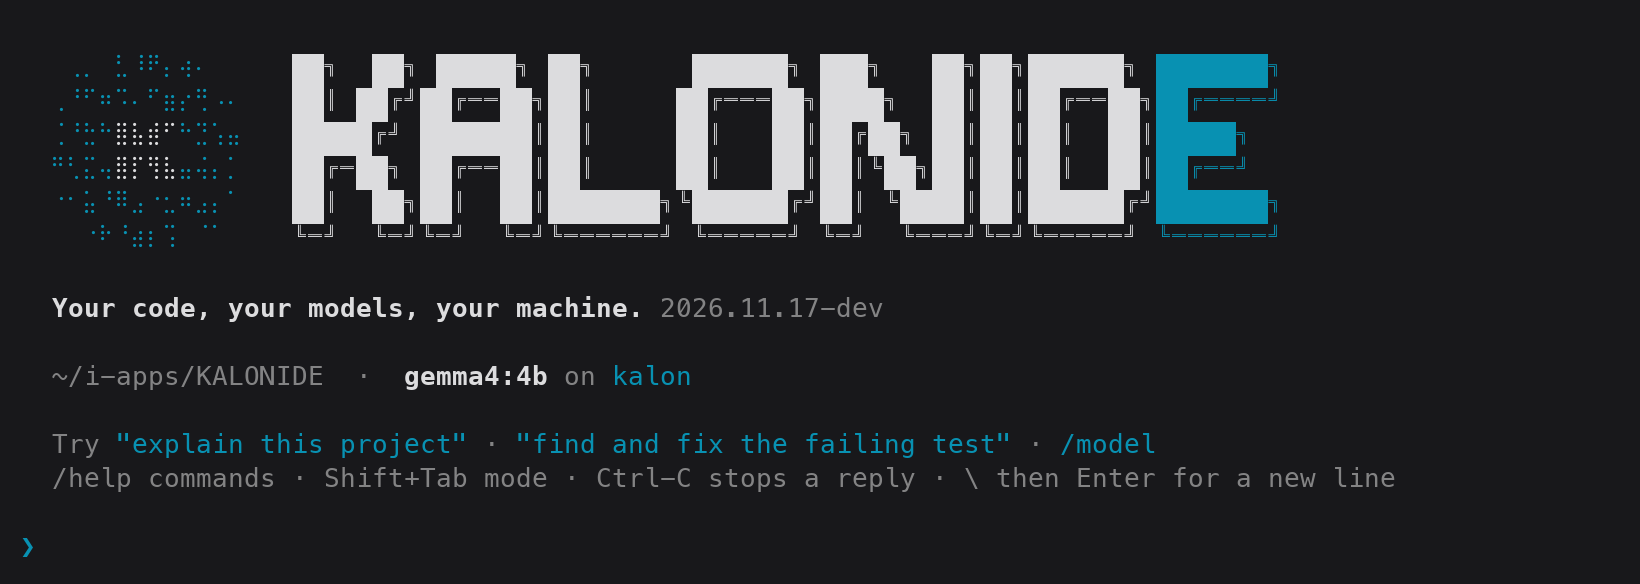 KALONIDE
Your code, your models, your machine. 2026.11.17-dev
~/i-apps/KALONIDE · gemma4:4b on kalon
Try "explain this project" · "find and fix the failing test" · /model
/help commands · Shift+Tab mode · Ctrl-C stops a reply · \ then Enter for a new line
❯